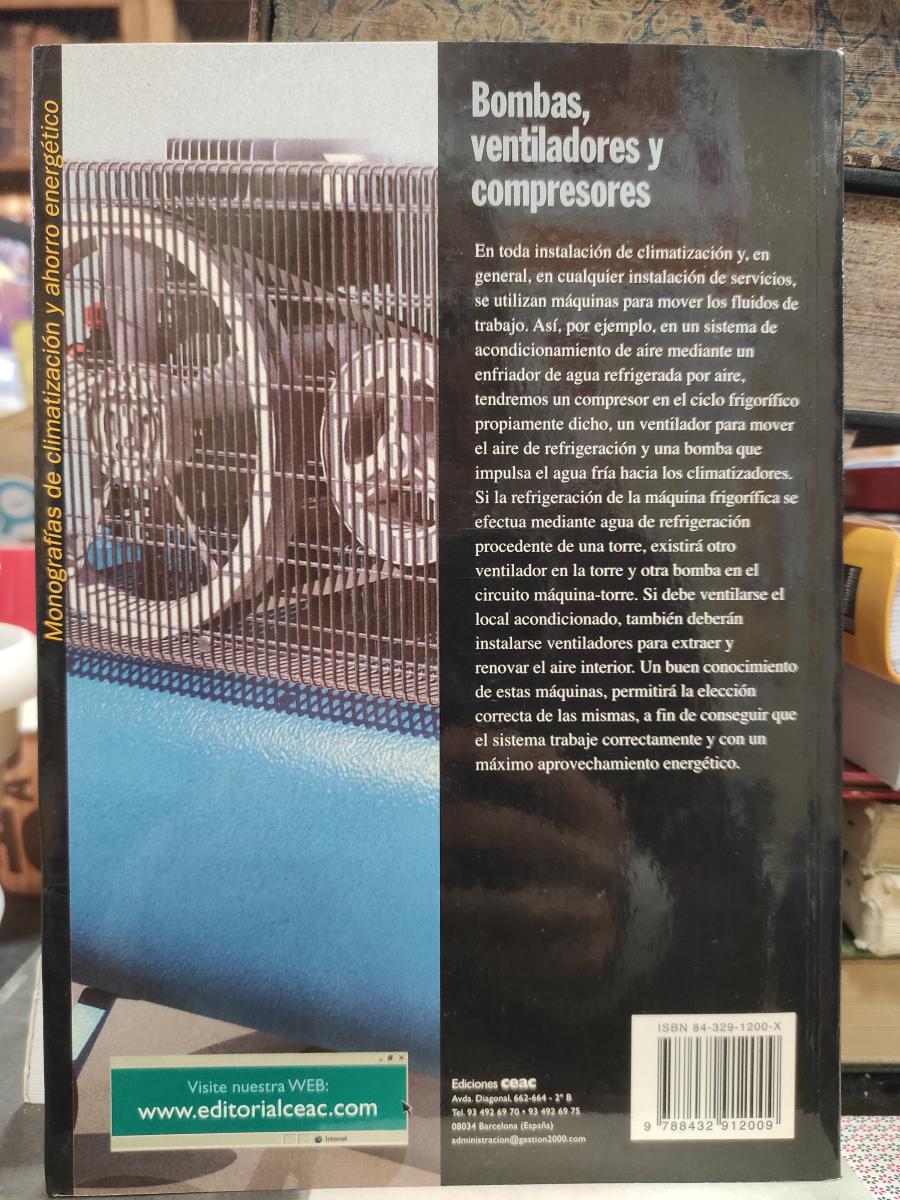 Monografías de climatización y ahorro energético
Bombas,
ventiladores y
compresores
En toda instalación de climatización y, en
general, en cualquier instalación de servicios,
se utilizan máquinas para mover los fluidos de
trabajo. Así, por ejemplo, en un sistema de
acondicionamiento de aire mediante un
enfriador de agua refrigerada por aire,
tendremos un compresor en el ciclo frigorífico
propiamente dicho, un ventilador para mover
el aire de refrigeración y una bomba que
impulsa el agua fría hacia los climatizadores.
Si la refrigeración de la máquina frigorífica se
efectua mediante agua de refrigeración
procedente de una torre, existirá otro
ventilador en la torre y otra bomba en el
circuito máquina-torre. Si debe ventilarse el
local acondicionado, también deberán
instalarse ventiladores para extraer y
renovar el aire interior. Un buen conocimiento
de estas máquinas, permitirá la elección
correcta de las mismas, a fin de conseguir que
el sistema trabaje correctamente y con un
máximo aprovechamiento energético.
Visite nuestra WEB:
www.editorialceac.com
Internet
Ediciones ceac
Avda. Diagonal, 662-664 - 2º B
Tel. 93 492 69 70 • 93 492 69 75
08034 Barcelona (España)
administracion@gestion2000.com
ISBN 84-329-1200-X
9 788432 912009